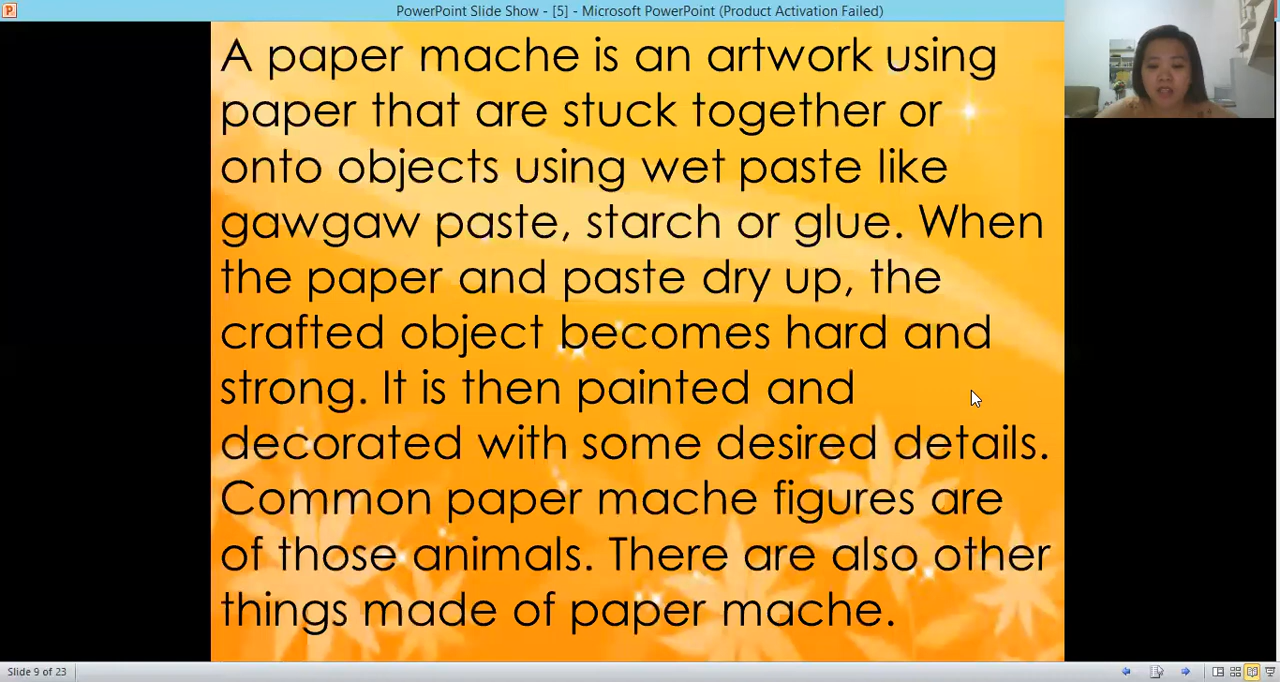 PowerPoint Slide Show - [5] - Microsoft PowerPoint (Product Activation Failed)
A paper mache is an artwork using
paper that are stuck together or
onto objects using wet paste like
gawgaw paste, starch or glue. When
the paper and paste dry up, the
crafted object becomes hard and
strong. It is then painted and
decorated with some desired details.
Common paper mache figures are
of those animals. There are also other
things made of paper mache.
Slide 9 of 23